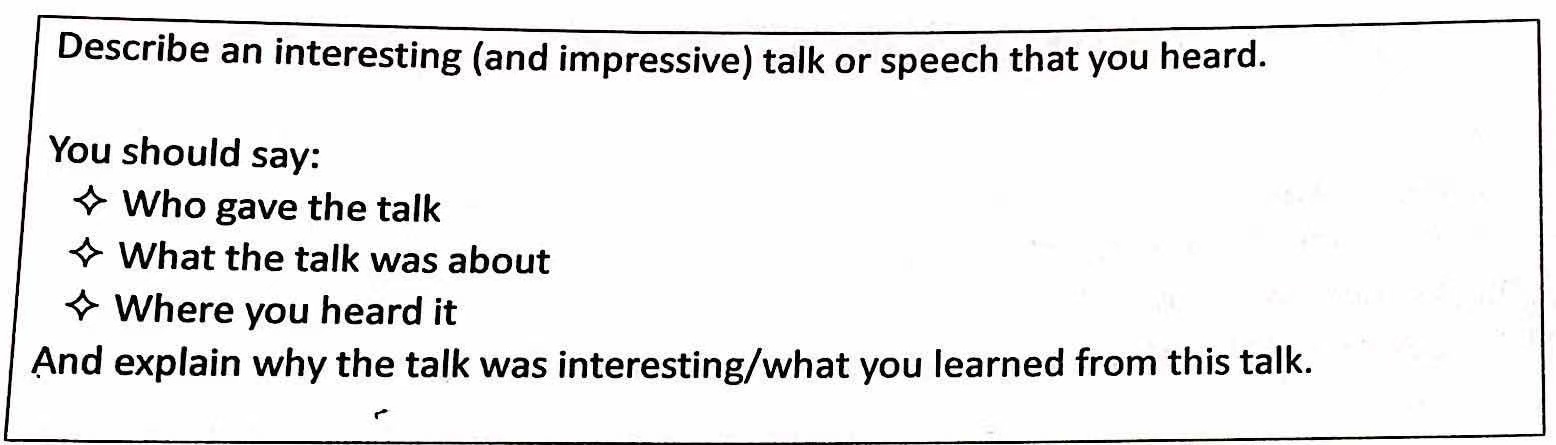 Describe an interesting (and impressive) talk or speech that you heard.
You should say:
✧ Who gave the talk
✧ What the talk was about
✧ Where you heard it
And explain why the talk was interesting/what you learned from this talk.